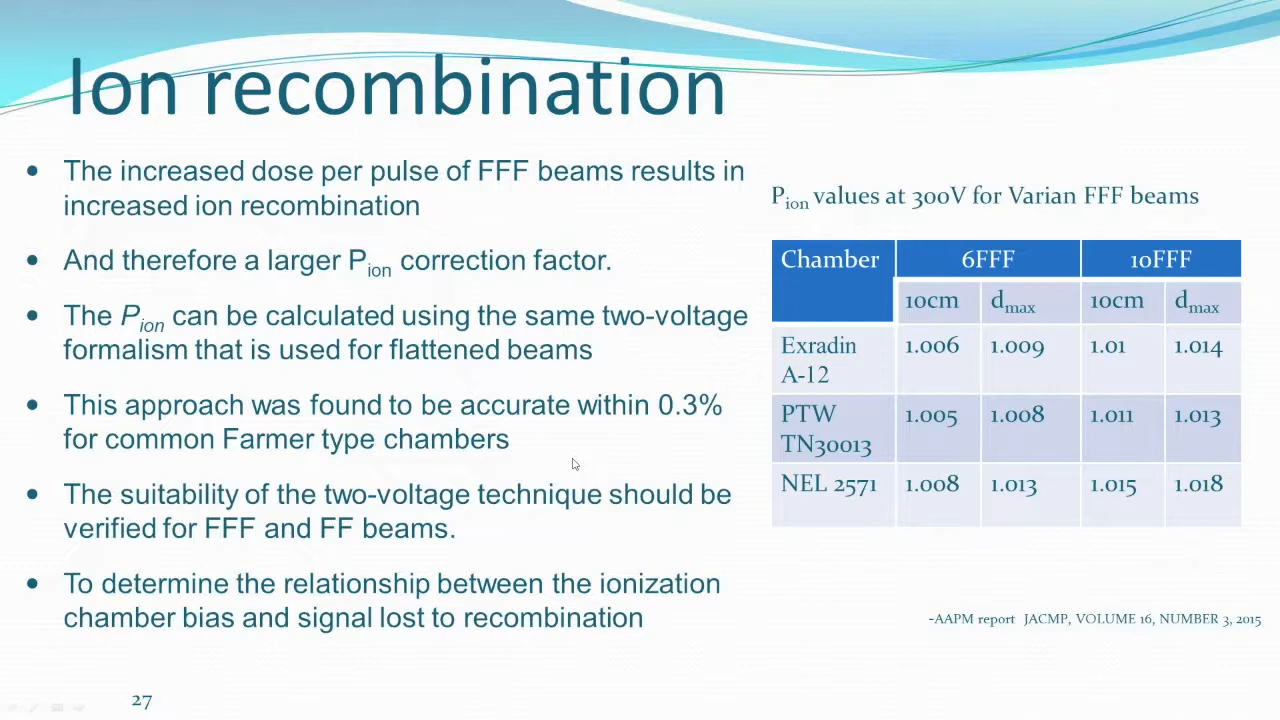 Ion recombination
• The increased dose per pulse of FFF beams results in
increased ion recombination
• And therefore a larger Pion correction factor.
• The Pion can be calculated using the same two-voltage
formalism that is used for flattened beams
• This approach was found to be accurate within 0.3%
for common Farmer type chambers
• The suitability of the two-voltage technique should be
verified for FFF and FF beams.
• To determine the relationship between the ionization
chamber bias and signal lost to recombination
Pion values at 300V for Varian FFF beams
Chamber 6FFF 10FFF
10cm dmax 10cm dmax
Exradin 1.006 1.009 1.01 1.014
A-12
PTW 1.005 1.008 1.011 1.013
TN30013
NEL 2571 1.008 1.013 1.015 1.018
-AAPM report JACMP, VOLUME 16, NUMBER 3, 2015
27